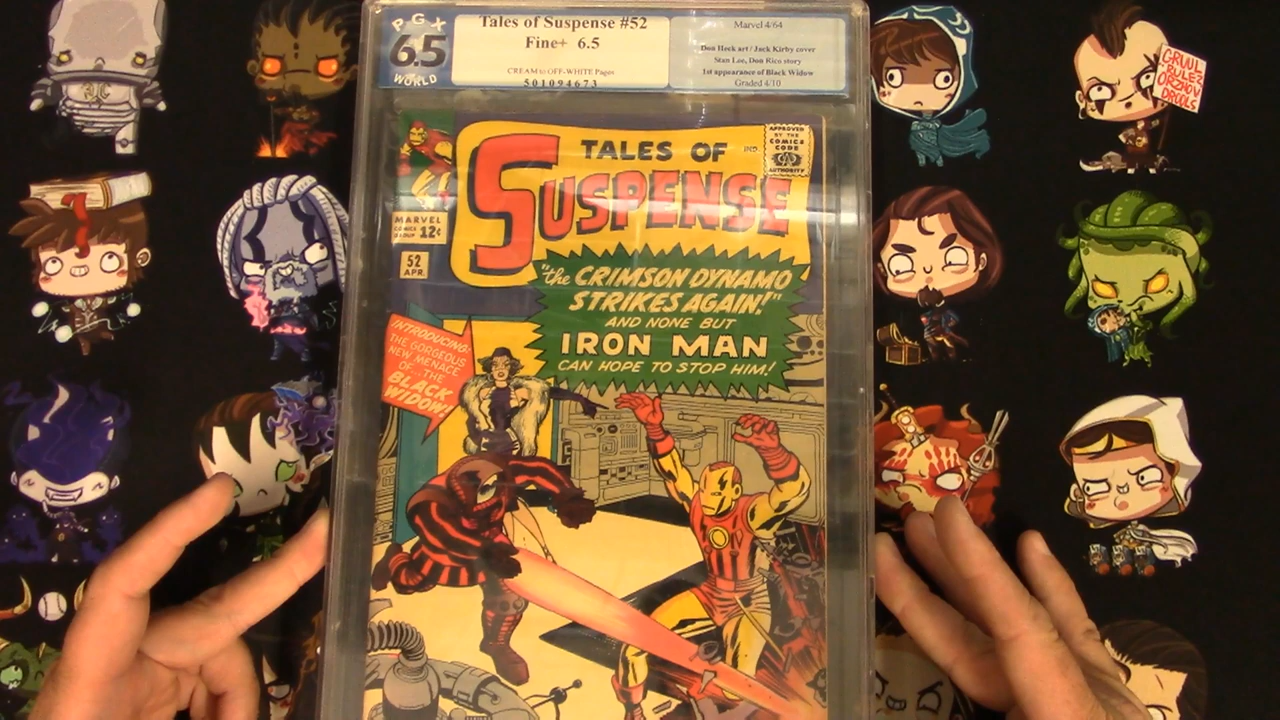 PGX
6.5
WORLD
Tales of Suspense #52
Fine+ 6.5
CREAM to OFF-WHITE Pages
501094673
Marvel 4/64
Don Heck art / Jack Kirby cover
Stan Lee, Don Rico story
1st appearance of Black Widow
Graded 4/10
GRUUL
RULEZ
ORZHOV
DROOLS
TALES OF
SUSPENSE
IND.
APPROVED
BY THE
COMICS
CODE
AUTHORITY
MARVEL
COMICS
GROUP
12¢
52
APR.
"the CRIMSON DYNAMO
STRIKES AGAIN!"
AND NONE BUT
IRON MAN
CAN HOPE TO STOP HIM!
INTRODUCING:
THE GORGEOUS
NEW MENACE
OF...THE
BLACK
WIDOW!